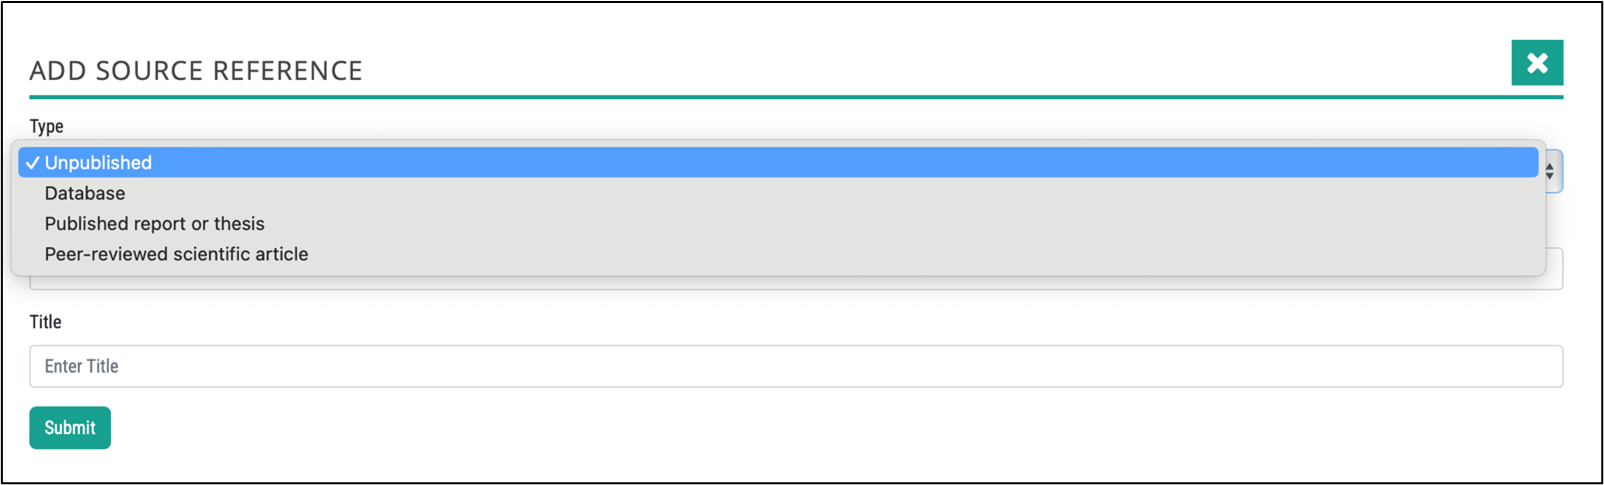 ADD SOURCE REFERENCE
Type
Unpublished
Database
Published report or thesis
Peer-reviewed scientific article
Title
Enter Title
Submit